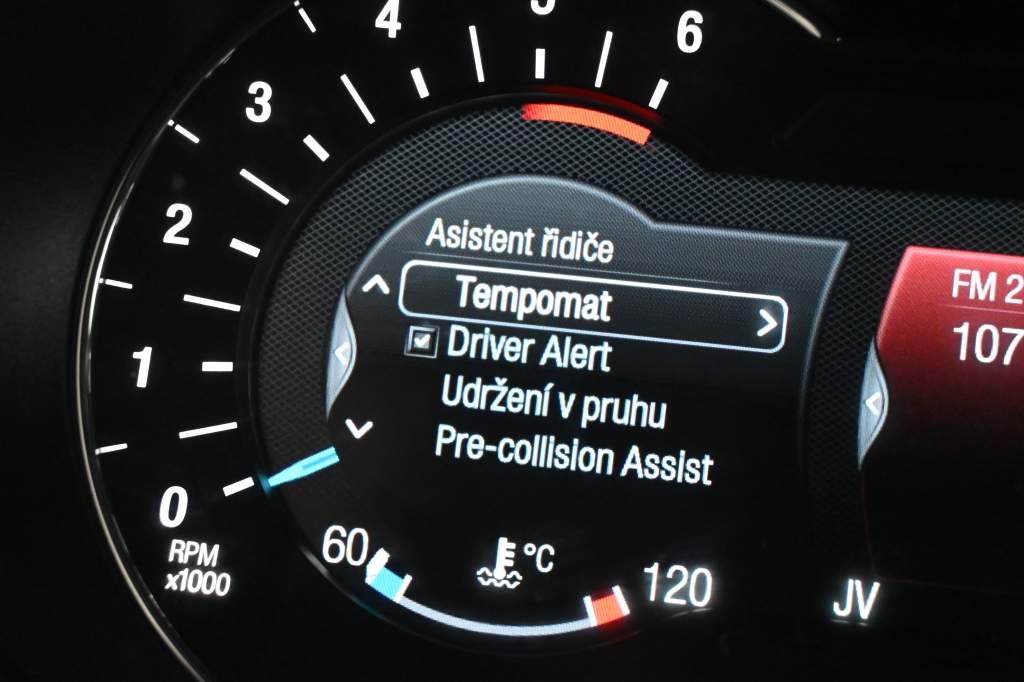 4
5
6
3
2
1
0
RPM
x1000
Asistent řidiče
Tempomat
Driver Alert
Udržení v pruhu
Pre-collision Assist
60
°C
120
FM 2
107
JV